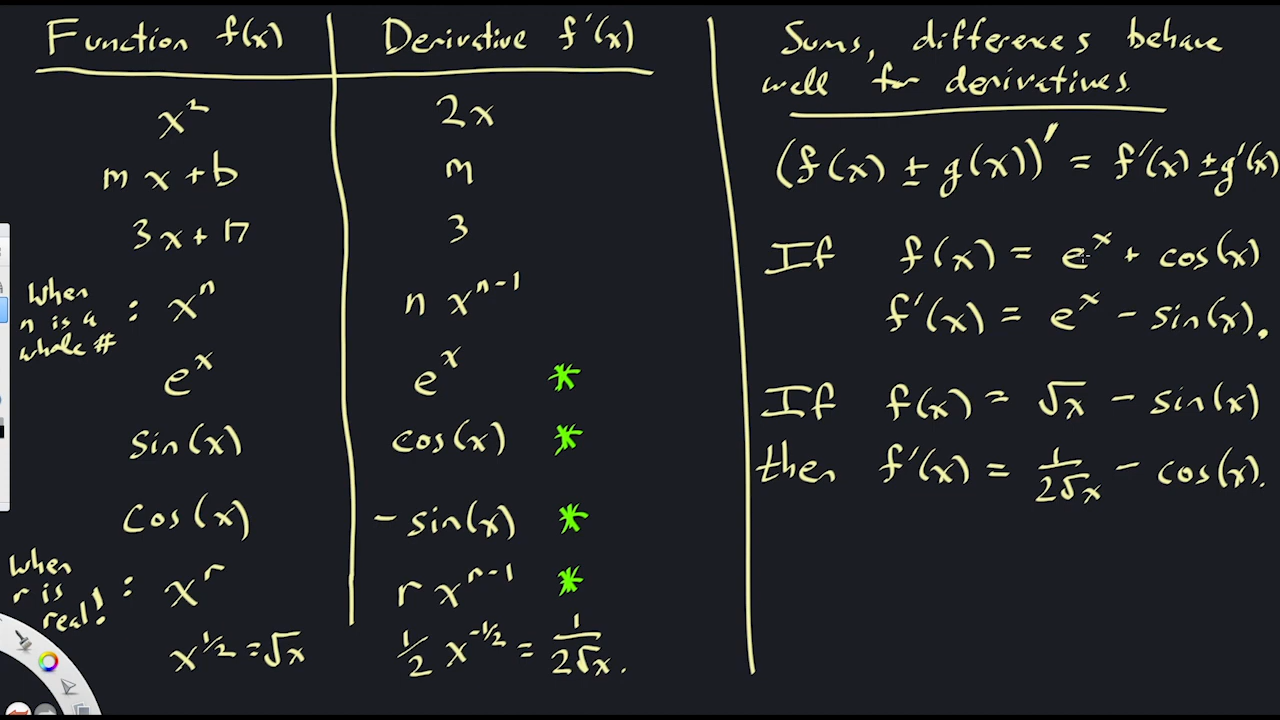 Function f(x) Derivative f'(x)
x² 2x
mx+b m
3x+17 3
When n is a whole # : xⁿ n xⁿ⁻¹
eˣ eˣ *
sin(x) cos(x) *
cos(x) -sin(x) *
When r is real! : xʳ r xʳ⁻¹ *
x^½ = √x ½ x^-½ = 1/(2√x).
Sums, differences behave
well for derivatives.
(f(x) ± g(x))' = f'(x) ± g'(x)
If f(x) = eˣ + cos(x)
f'(x) = eˣ - sin(x).
If f(x) = √x - sin(x)
then f'(x) = 1/(2√x) - cos(x).